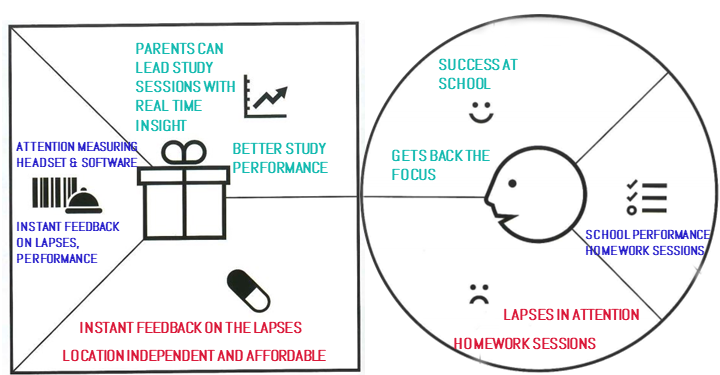 PARENTS CAN
LEAD STUDY
SESSIONS WITH
REAL TIME
INSIGHT
BETTER STUDY
PERFORMANCE
ATTENTION MEASURING
HEADSET & SOFTWARE
INSTANT FEEDBACK
ON LAPSES,
PERFORMANCE
INSTANT FEEDBACK ON THE LAPSES
LOCATION INDEPENDENT AND AFFORDABLE
SUCCESS AT
SCHOOL
GETS BACK THE
FOCUS
SCHOOL PERFORMANCE
HOMEWORK SESSIONS
LAPSES IN ATTENTION
HOMEWORK SESSIONS